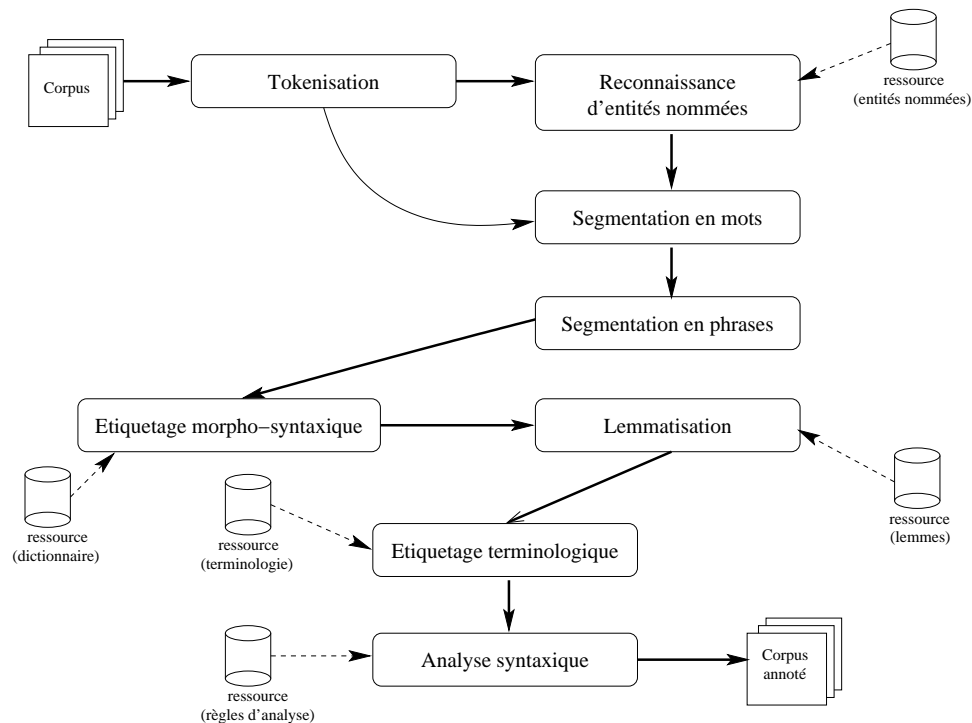 Corpus
Tokenisation
Reconnaissance
d'entités nommées
ressource
(entités nommées)
Segmentation en mots
Segmentation en phrases
Etiquetage morpho−syntaxique
Lemmatisation
ressource
(dictionnaire)
ressource
(terminologie)
ressource
(lemmes)
Etiquetage terminologique
Analyse syntaxique
Corpus
annoté
ressource
(règles d'analyse)